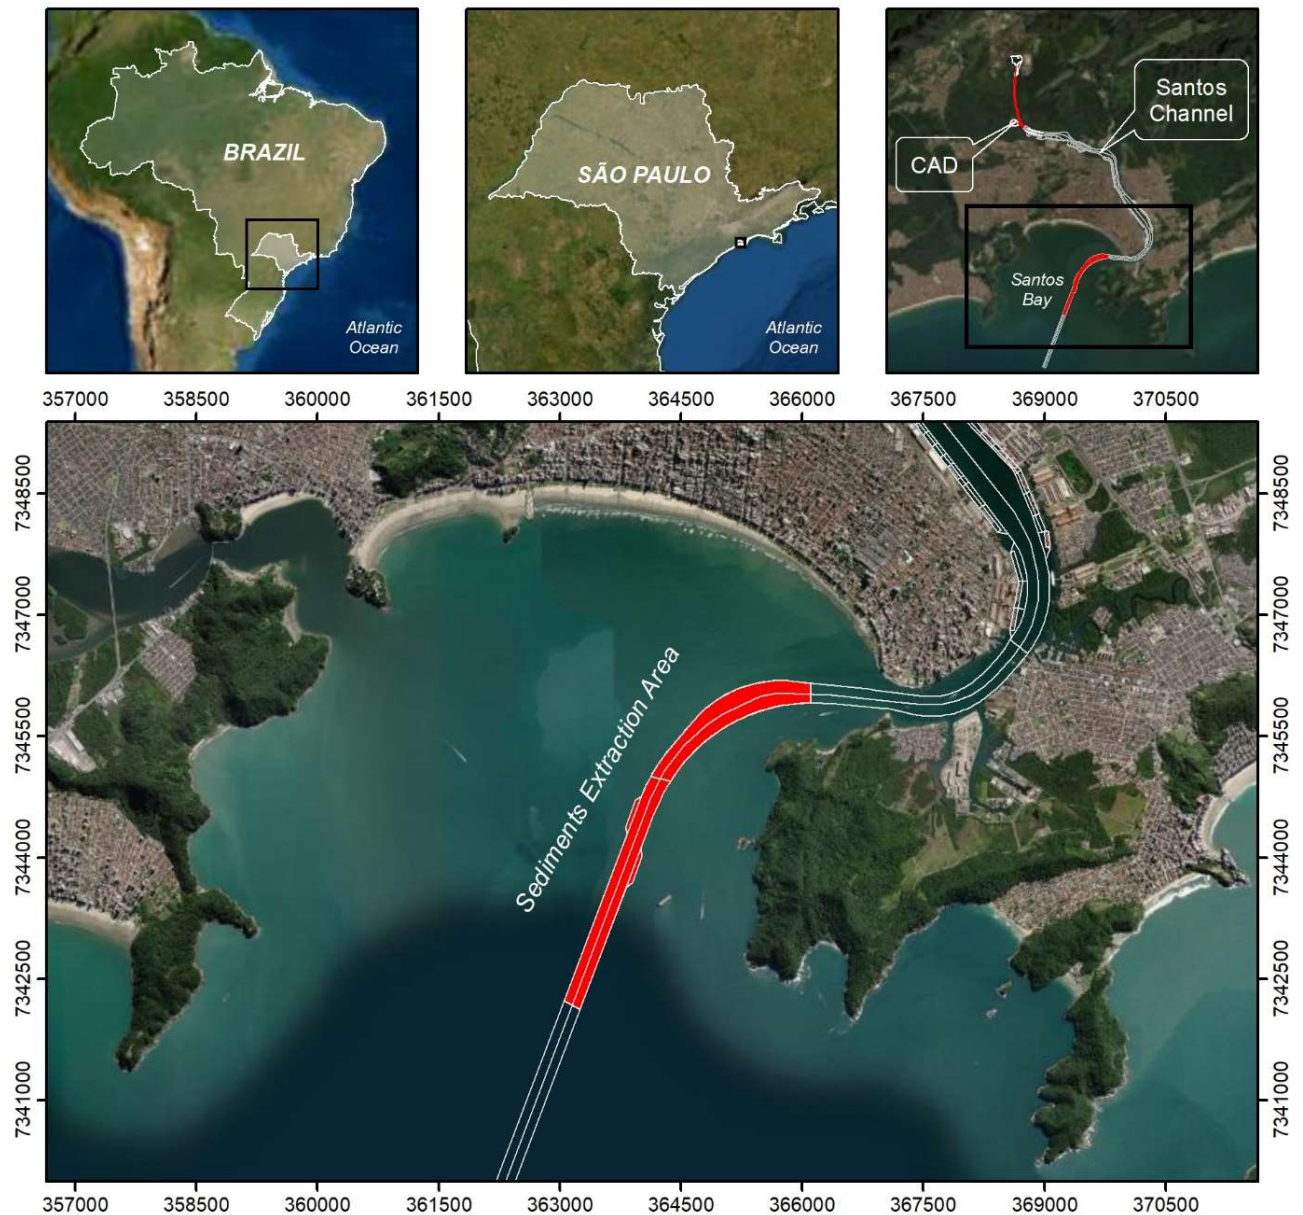 BRAZIL
Atlantic
Ocean
SÃO PAULO
Atlantic
Ocean
Santos
Channel
CAD
Santos
Bay
357000 358500 360000 361500 363000 364500 366000 367500 369000 370500
7348500 7348500
7347000 7347000
Sediments Extraction Area
7345500 7345500
7344000 7344000
7342500 7342500
7341000 7341000
357000 358500 360000 361500 363000 364500 366000 367500 369000 370500